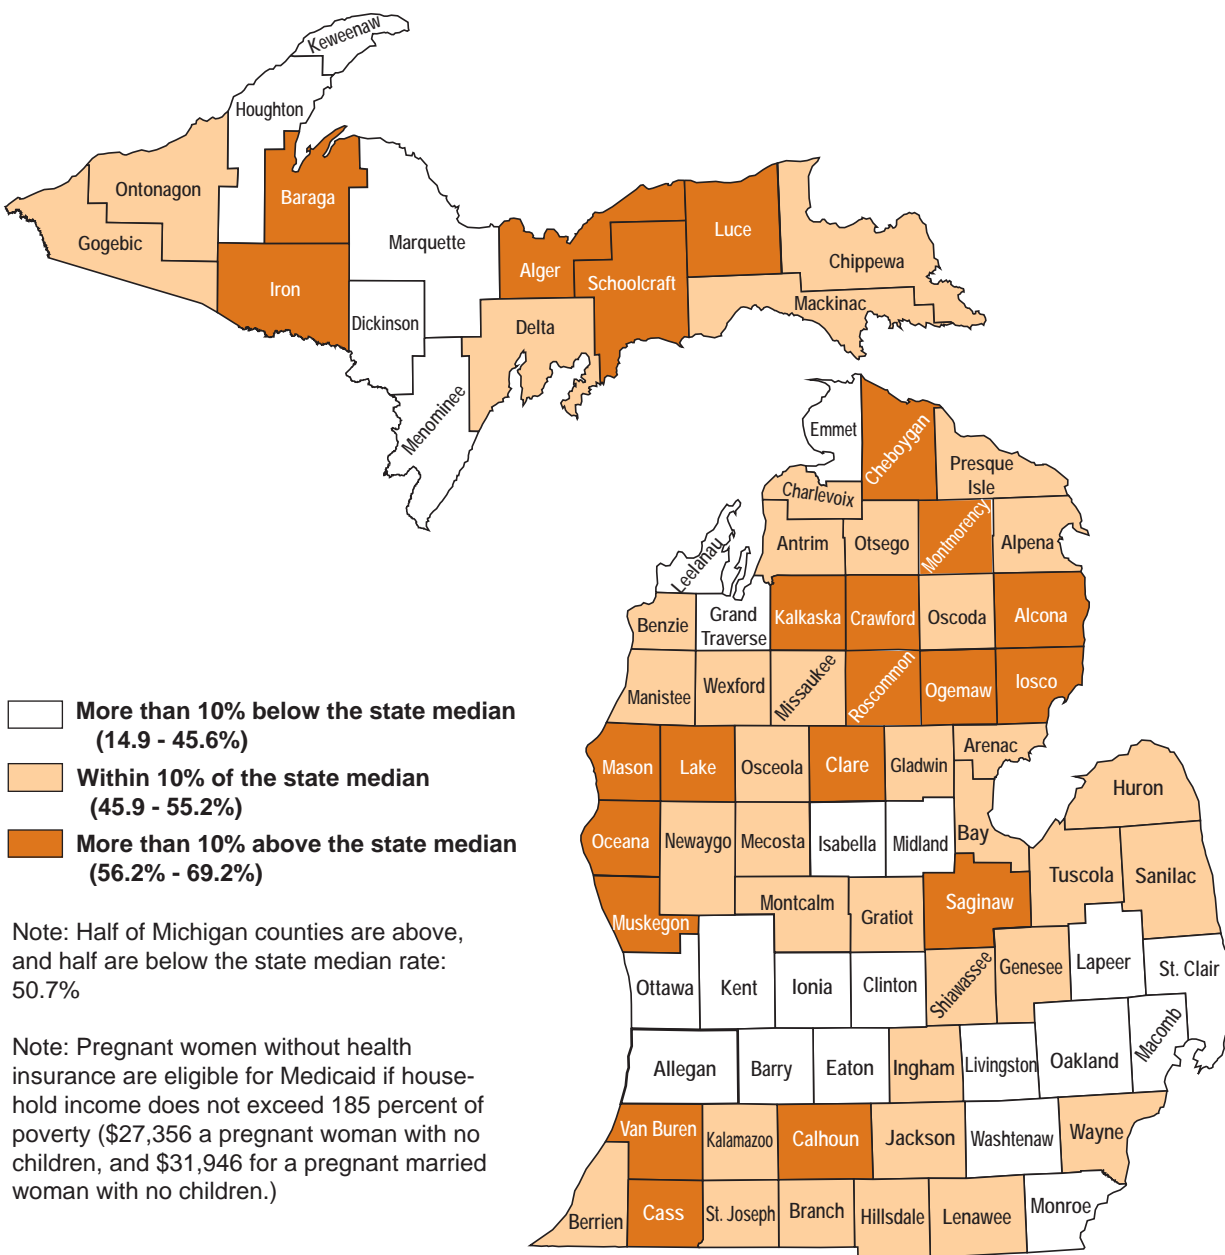 Keweenaw
Houghton
Ontonagon
Baraga
Gogebic
Marquette
Luce
Chippewa
Alger
Iron
Schoolcraft
Mackinac
Dickinson
Delta
Menominee
Emmet
Cheboygan
Presque
Isle
Charlevoix
Antrim
Otsego
Montmorency
Alpena
Leelanau
Benzie
Grand
Traverse
Kalkaska
Crawford
Oscoda
Alcona
Manistee
Wexford
Missaukee
Roscommon
Ogemaw
Iosco
More than 10% below the state median
(14.9 - 45.6%)
Within 10% of the state median
(45.9 - 55.2%)
More than 10% above the state median
(56.2% - 69.2%)
Mason
Lake
Osceola
Clare
Gladwin
Arenac
Huron
Oceana
Newaygo
Mecosta
Isabella
Midland
Bay
Tuscola
Sanilac
Muskegon
Montcalm
Gratiot
Saginaw
Note: Half of Michigan counties are above,
and half are below the state median rate:
50.7%
Ottawa
Kent
Ionia
Clinton
Shiawassee
Genesee
Lapeer
St. Clair
Note: Pregnant women without health
insurance are eligible for Medicaid if house-
hold income does not exceed 185 percent of
poverty ($27,356 a pregnant woman with no
children, and $31,946 for a pregnant married
woman with no children.)
Allegan
Barry
Eaton
Ingham
Livingston
Oakland
Macomb
Van Buren
Kalamazoo
Calhoun
Jackson
Washtenaw
Wayne
Berrien
Cass
St. Joseph
Branch
Hillsdale
Lenawee
Monroe